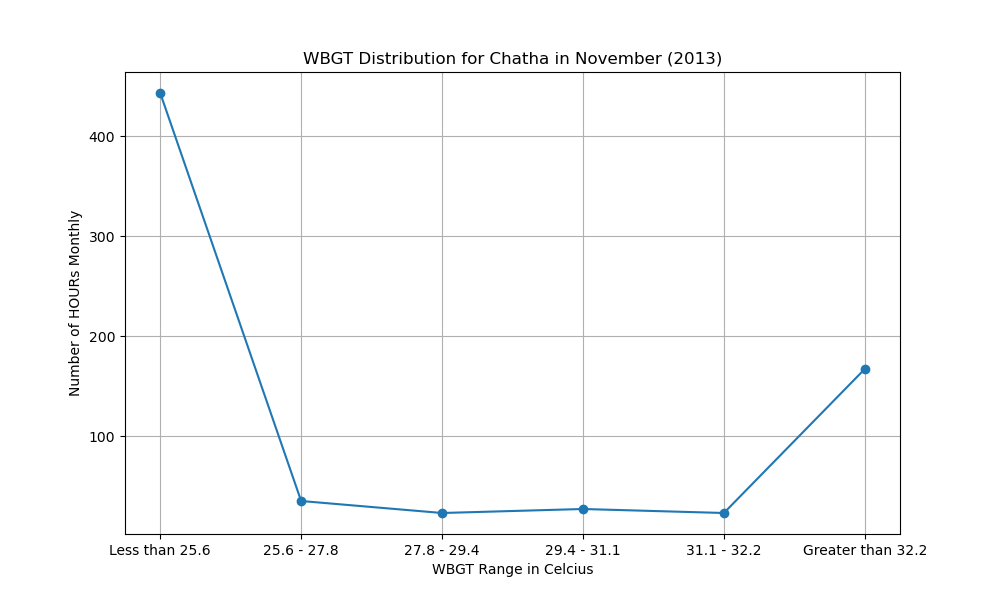 WBGT Distribution for Chatha in November (2013)
Number of HOURs Monthly
400
300
200
100
Less than 25.6
25.6 - 27.8
27.8 - 29.4
29.4 - 31.1
31.1 - 32.2
Greater than 32.2
WBGT Range in Celcius